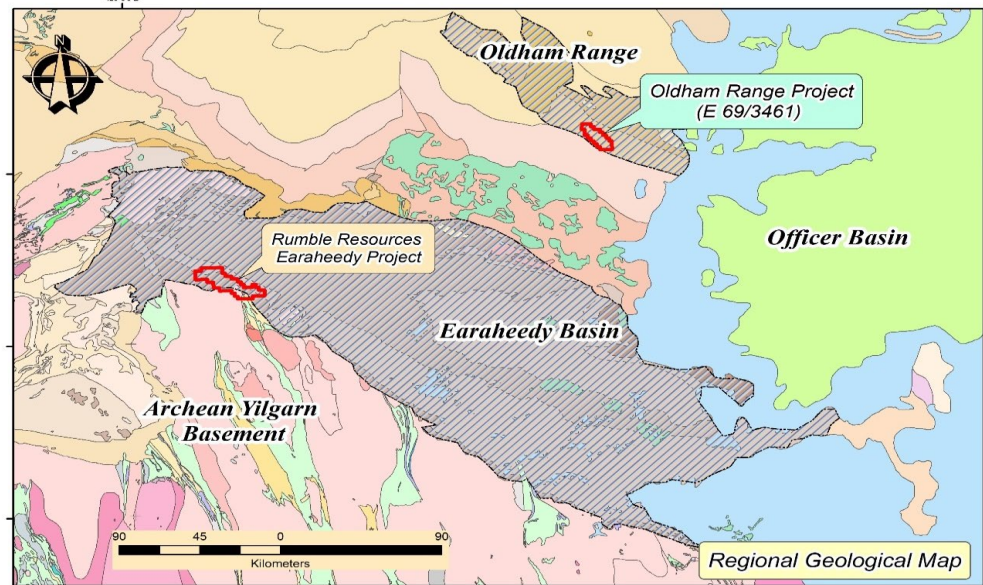 N
Oldham Range
Oldham Range Project
(E 69/3461)
Rumble Resources
Earaheedy Project
Officer Basin
Earaheedy Basin
Archean Yilgarn
Basement
90 45 0 90
Kilometers
Regional Geological Map